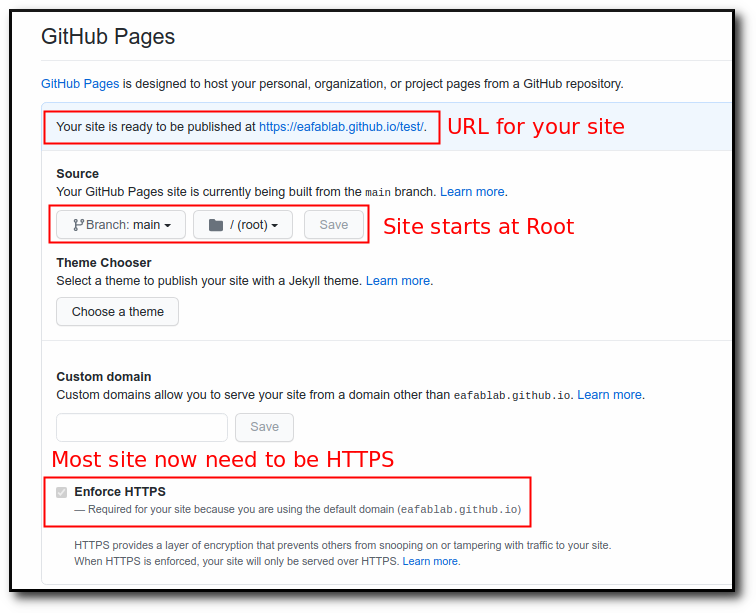 GitHub Pages
GitHub Pages is designed to host your personal, organization, or project pages from a GitHub repository.
Your site is ready to be published at https://eafablab.github.io/test/. URL for your site
Source
Your GitHub Pages site is currently being built from the main branch. Learn more.
Branch: main / (root) Save Site starts at Root
Theme Chooser
Select a theme to publish your site with a Jekyll theme. Learn more.
Choose a theme
Custom domain
Custom domains allow you to serve your site from a domain other than eafablab.github.io. Learn more.
Save
Most site now need to be HTTPS
Enforce HTTPS
— Required for your site because you are using the default domain (eafablab.github.io)
HTTPS provides a layer of encryption that prevents others from snooping on or tampering with traffic to your site.
When HTTPS is enforced, your site will only be served over HTTPS. Learn more.